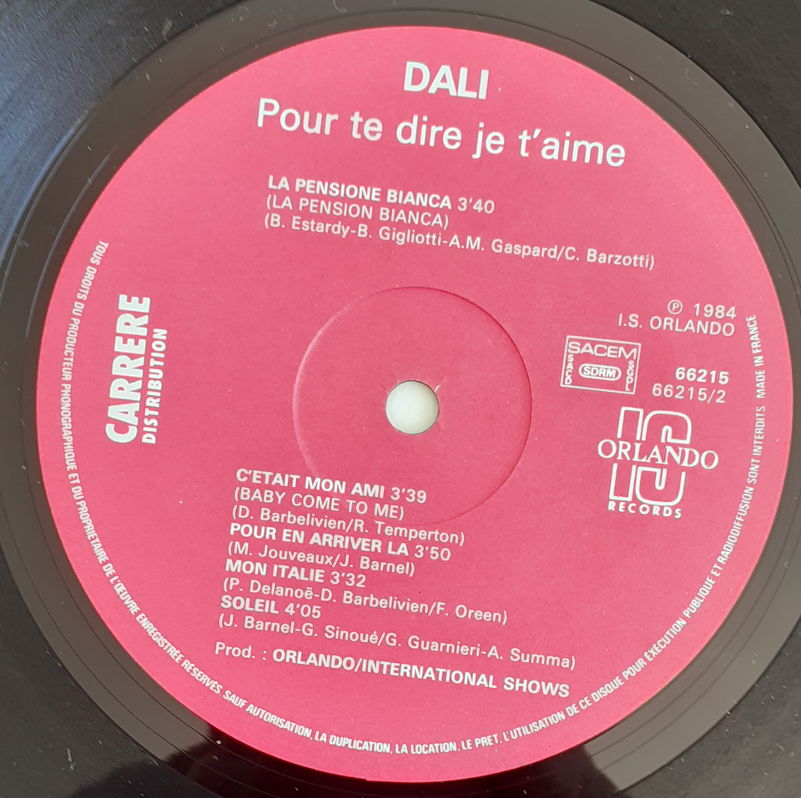 DALI
Pour te dire je t'aime
LA PENSIONE BIANCA 3'40
(LA PENSION BIANCA)
(B. Estardy-B. Gigliotti-A.M. Gaspard/C. Barzotti)
℗ 1984
I.S. ORLANDO
CARRERE
DISTRIBUTION
SACEM
SACD SDRM SGDL
66215
66215/2
IS
ORLANDO
RECORDS
C'ETAIT MON AMI 3'39
(BABY COME TO ME)
(D. Barbelivien/R. Temperton)
POUR EN ARRIVER LA 3'50
(M. Jouveaux/J. Barnel)
MON ITALIE 3'32
(P. Delanoë-D. Barbelivien/F. Oreen)
SOLEIL 4'05
(J. Barnel-G. Sinoué/G. Guarnieri-A. Summa)
Prod. : ORLANDO/INTERNATIONAL SHOWS
TOUS DROITS DU PRODUCTEUR PHONOGRAPHIQUE ET DU PROPRIETAIRE DE L'ŒUVRE ENREGISTREE RESERVES SAUF AUTORISATION, LA DUPLICATION, LA LOCATION, LE PRET, L'UTILISATION DE CE DISQUE POUR EXECUTION PUBLIQUE ET RADIODIFFUSION SONT INTERDITS MADE IN FRANCE